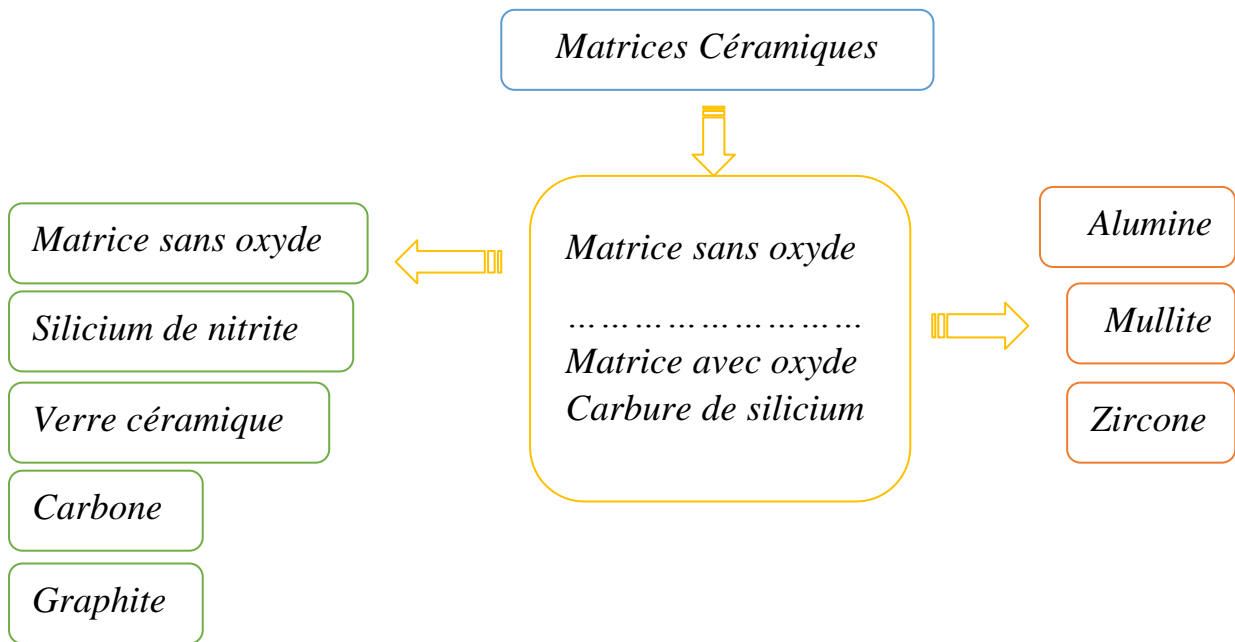 Matrices Céramiques
Matrice sans oxyde
Silicium de nitrite
Verre céramique
Carbone
Graphite
Matrice sans oxyde
… … … … … … … … …
Matrice avec oxyde
Carbure de silicium
Alumine
Mullite
Zircone